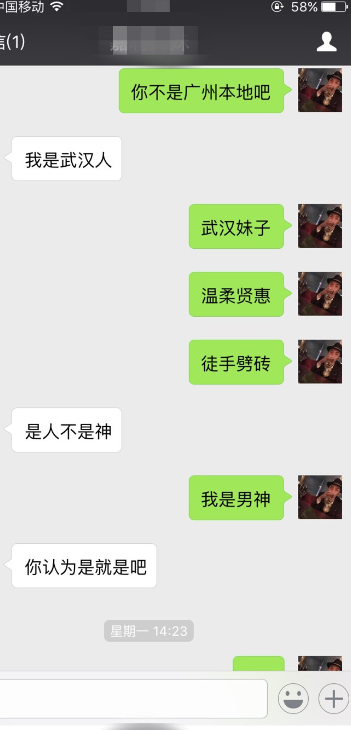 中国移动 58%
信(1)
你不是广州本地吧
我是武汉人
武汉妹子
温柔贤惠
徒手劈砖
是人不是神
我是男神
你认为是就是吧
星期一 14:23